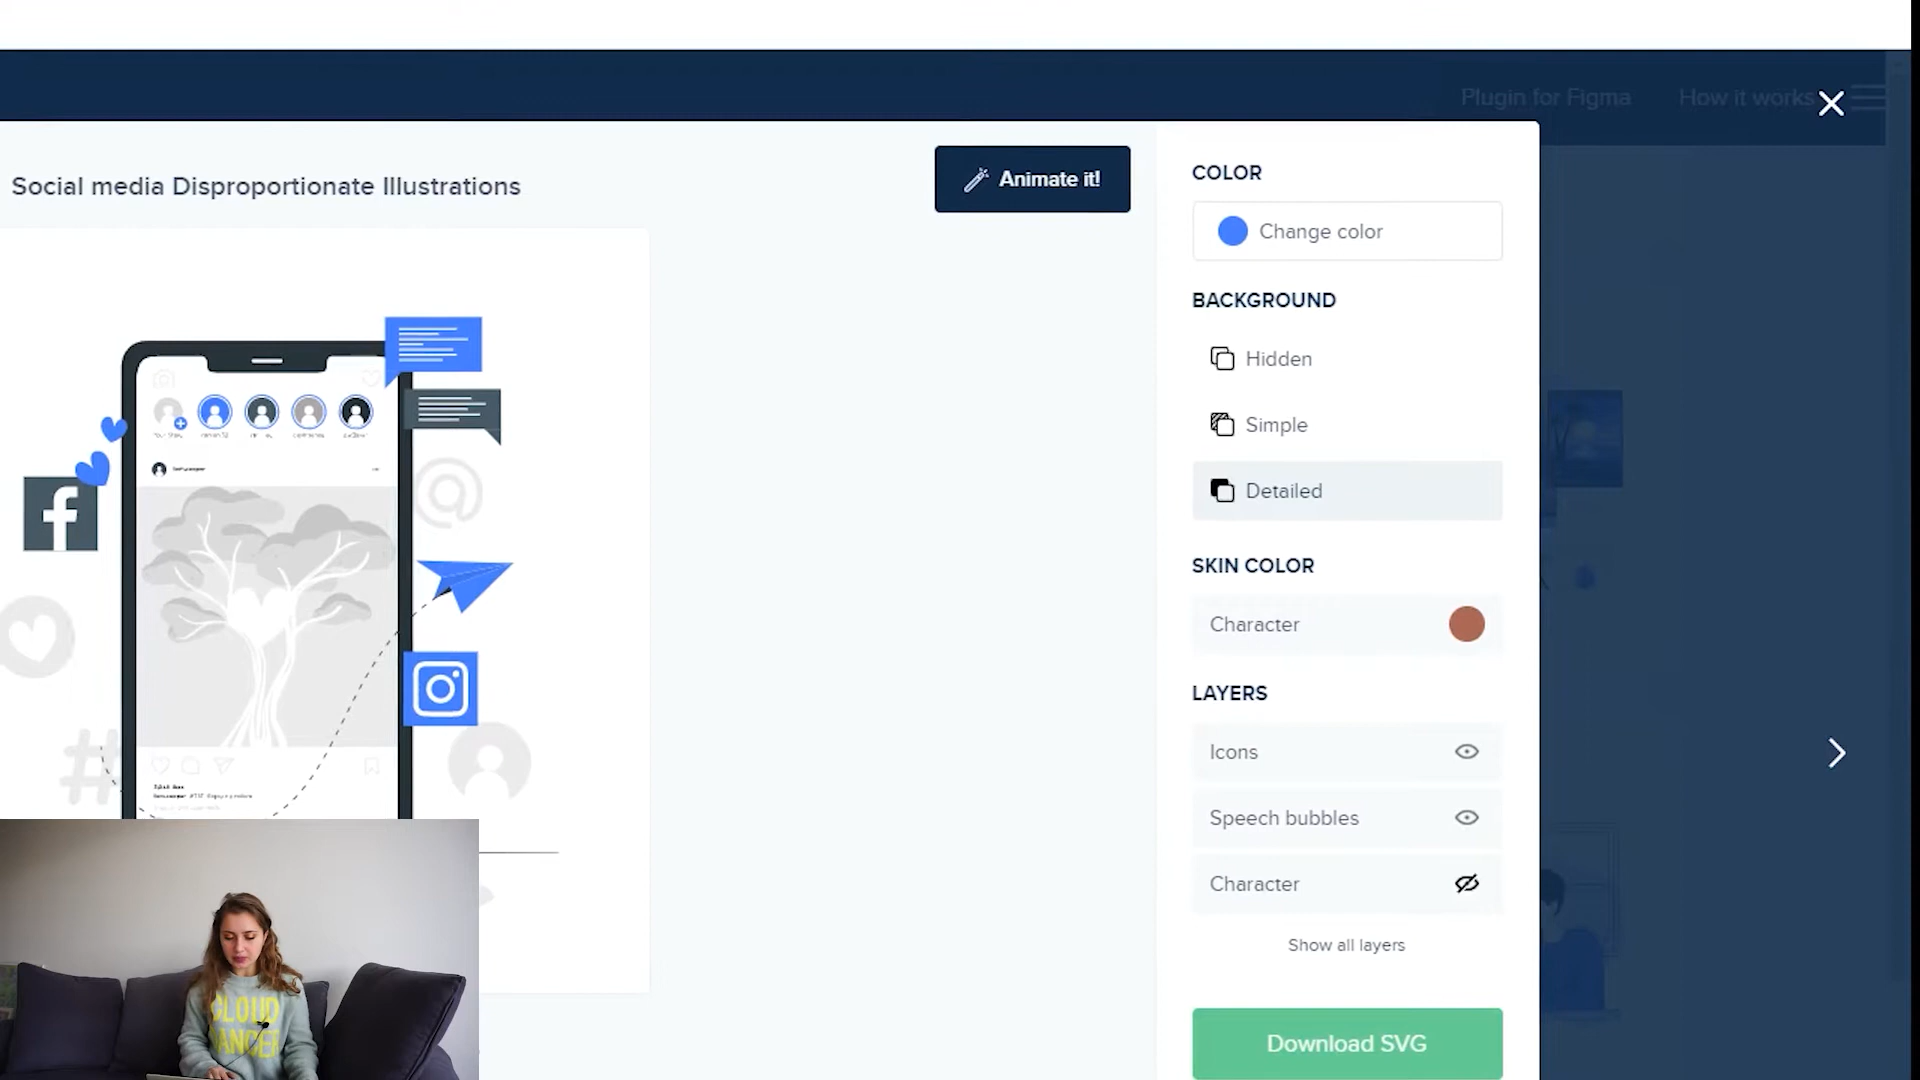 Plugin for Figma
How it works
Social media Disproportionate Illustrations
Animate it!
COLOR
Change color
BACKGROUND
Hidden
Simple
Detailed
SKIN COLOR
Character
LAYERS
Icons
Speech bubbles
Character
Show all layers
Download SVG
f
@
#
CLOUD
DANCER